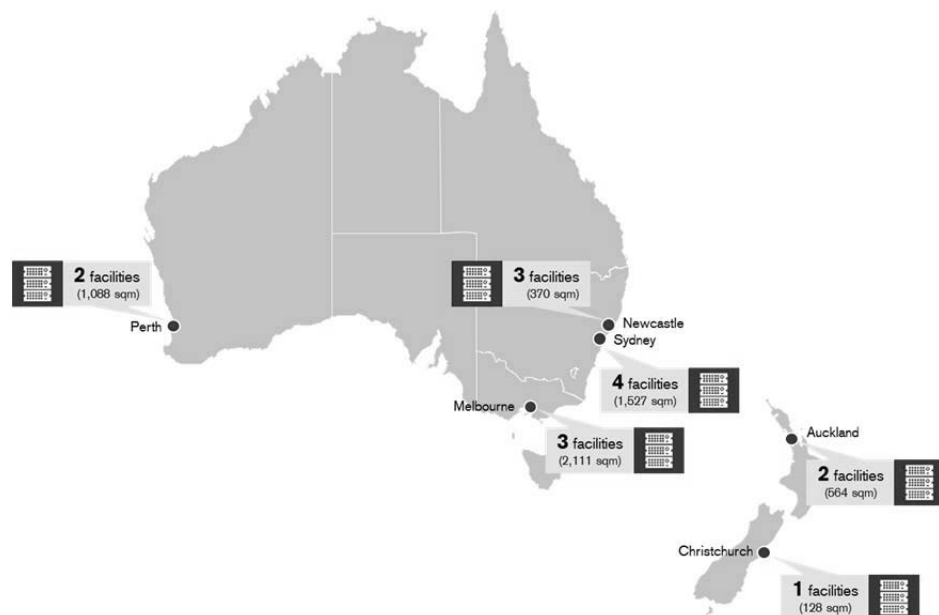 2 facilities
(1,088 sqm)
Perth
3 facilities
(370 sqm)
Newcastle
Sydney
4 facilities
(1,527 sqm)
Melbourne
3 facilities
(2,111 sqm)
Auckland
2 facilities
(564 sqm)
Christchurch
1 facilities
(128 sqm)